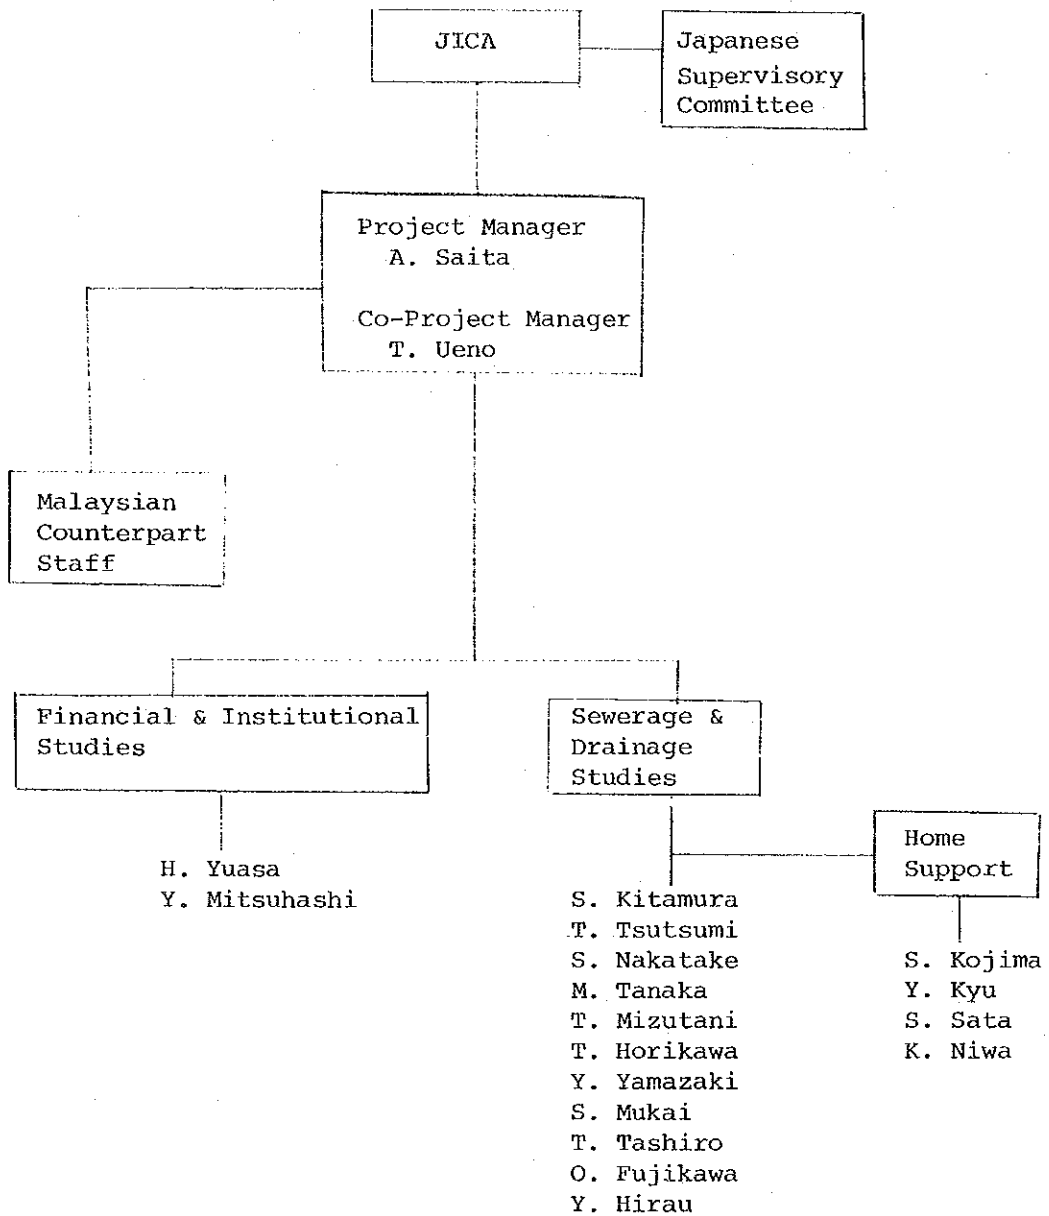 JICA
Japanese
Supervisory
Committee
Project Manager
A. Saita
Co-Project Manager
T. Ueno
Malaysian
Counterpart
Staff
Financial & Institutional
Studies
Sewerage &
Drainage
Studies
Home
Support
H. Yuasa
Y. Mitsuhashi
S. Kitamura
T. Tsutsumi
S. Nakatake
M. Tanaka
T. Mizutani
T. Horikawa
Y. Yamazaki
S. Mukai
T. Tashiro
O. Fujikawa
Y. Hirau
S. Kojima
Y. Kyu
S. Sata
K. Niwa